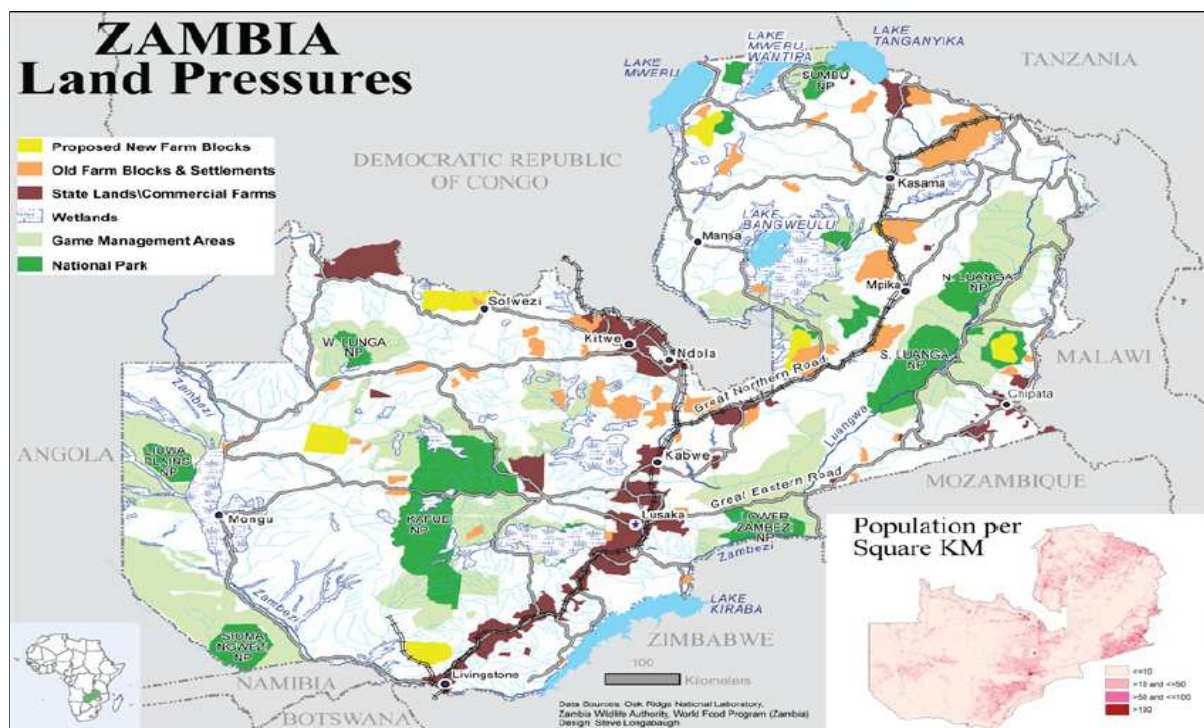 ZAMBIA
Land Pressures
Proposed New Farm Blocks
Old Farm Blocks & Settlements
State Lands\Commercial Farms
Wetlands
Game Management Areas
National Park
LAKE
MWERU
LAKE
MWERU
WANTIPA
LAKE
TANGANYIKA
SUMBU
NP
TANZANIA
DEMOCRATIC REPUBLIC
OF CONGO
Kasama
LAKE
BANGWEULU
Mansa
Mpika
N. LUANGA
NP
S. LUANGA
NP
MALAWI
Chipata
Solwezi
W. LUNGA
NP
Kitwe
Ndola
Great Northern Road
Luangwa
Zambezi
ANGOLA
LIUWA
PLAINS
NP
Mongu
KAFUE
NP
Kabwe
Great Eastern Road
Lusaka
LOWER
ZAMBEZI
NP
Zambezi
MOZAMBIQUE
Zambezi
SIOMA
NGWEZI
NP
LAKE
KIRABA
ZIMBABWE
Livingstone
NAMIBIA
BOTSWANA
100
Kilometers
Data Sources: Oak Ridge National Laboratory,
Zambia Wildlife Authority, World Food Program (Zambia)
Design: Steve Longabaugh
Population per
Square KM
<=10
>10 and <=50
>50 and <=100
>100